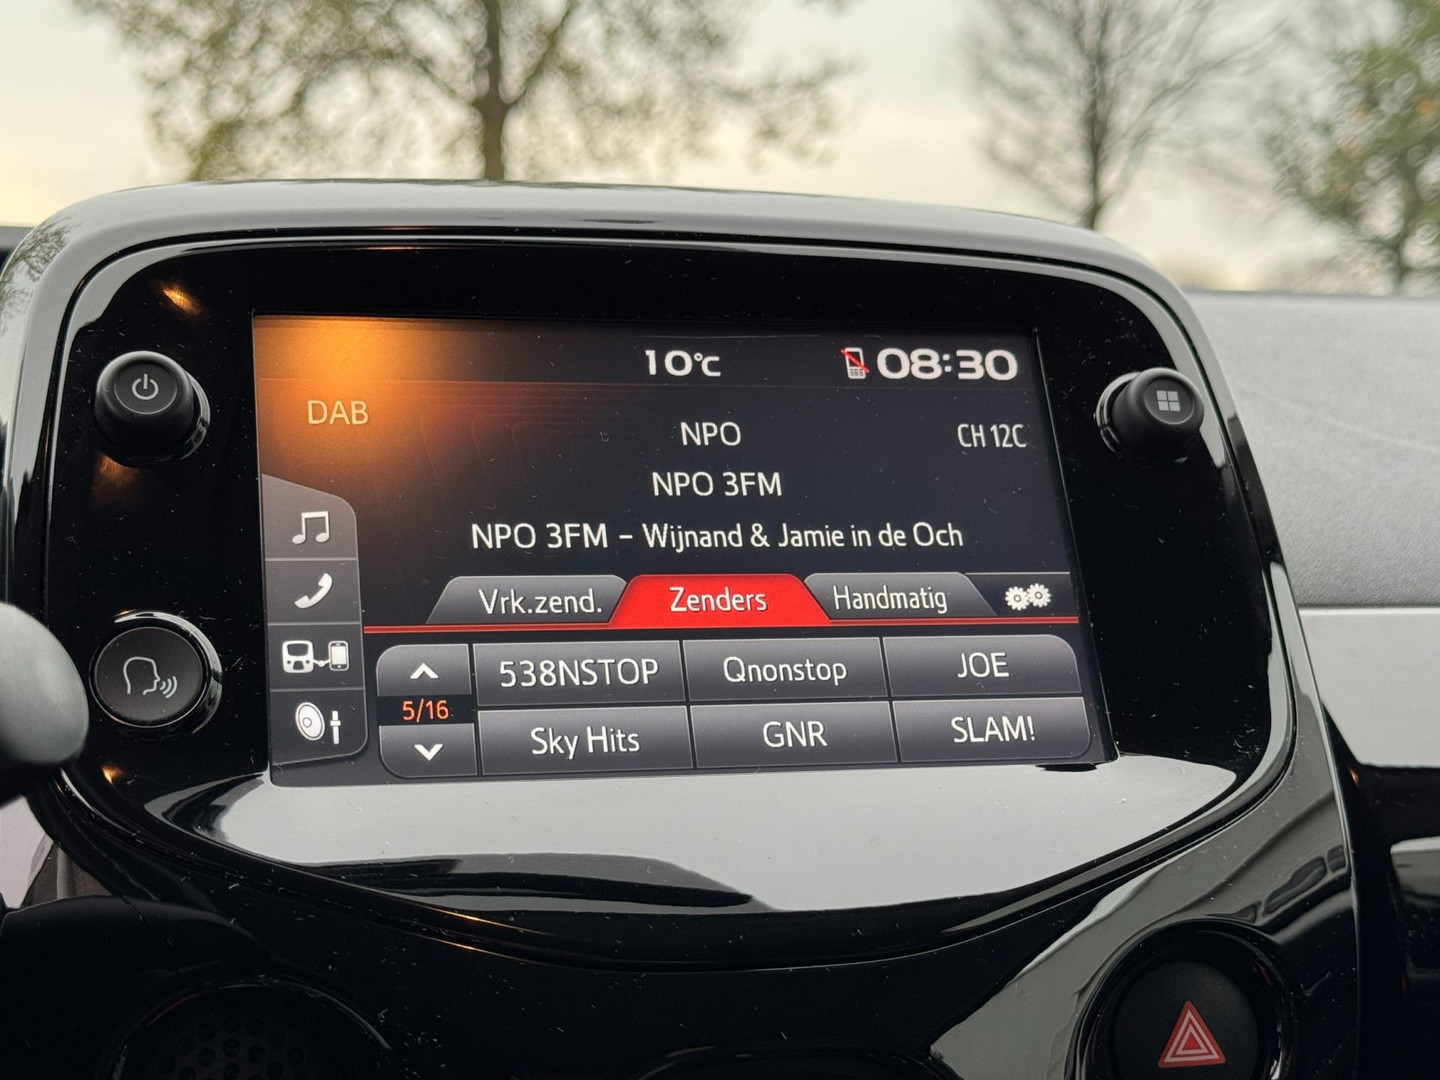 10°C 08:30
DAB
NPO
CH 12C
NPO 3FM
NPO 3FM - Wijnand & Jamie in de Och
Vrk.zend. Zenders Handmatig
538NSTOP Qnonstop JOE
5/16
Sky Hits GNR SLAM!